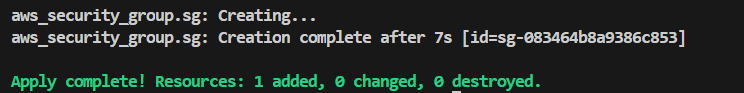 aws_security_group.sg: Creating...
aws_security_group.sg: Creation complete after 7s [id=sg-083464b8a9386c853]
Apply complete! Resources: 1 added, 0 changed, 0 destroyed.